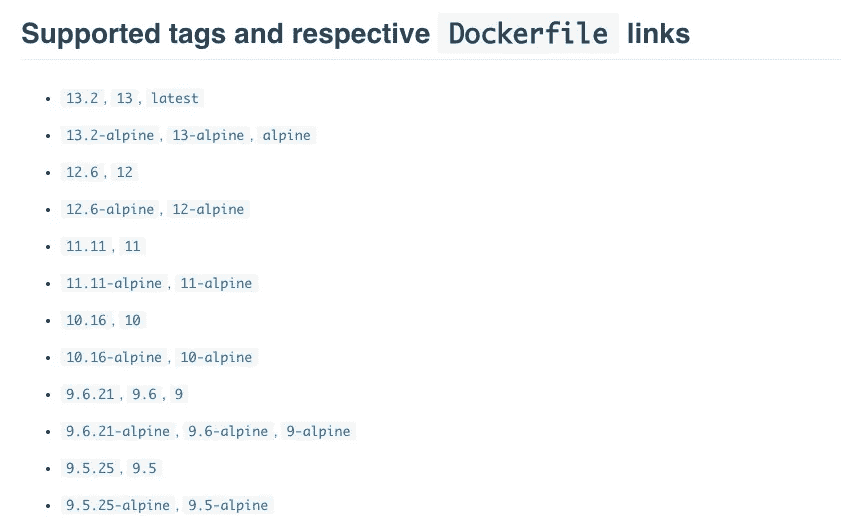 Supported tags and respective Dockerfile links
• 13.2, 13, latest
• 13.2-alpine, 13-alpine, alpine
• 12.6, 12
• 12.6-alpine, 12-alpine
• 11.11, 11
• 11.11-alpine, 11-alpine
• 10.16, 10
• 10.16-alpine, 10-alpine
• 9.6.21, 9.6, 9
• 9.6.21-alpine, 9.6-alpine, 9-alpine
• 9.5.25, 9.5
• 9.5.25-alpine, 9.5-alpine